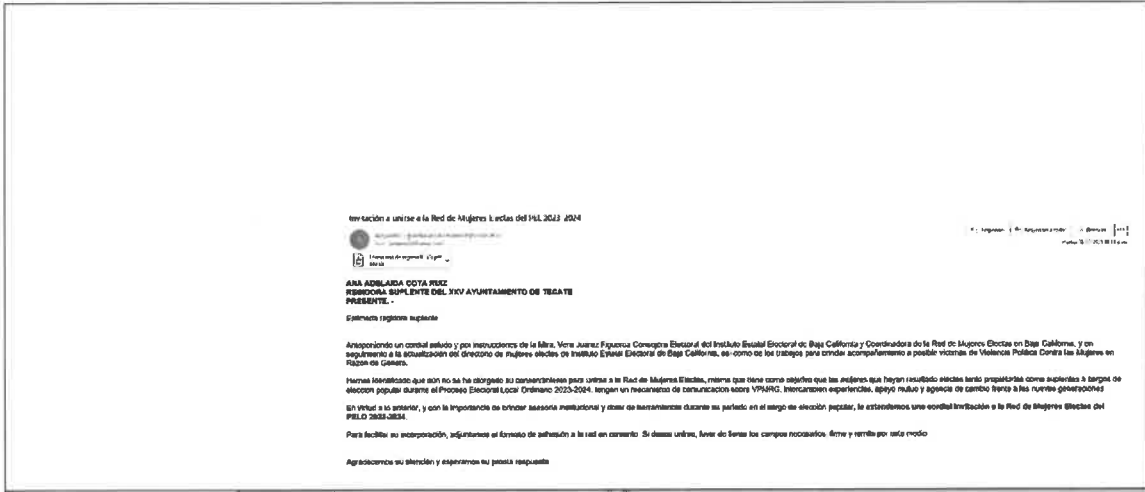 Invitación a unirse a la Red de Mujeres Electas del PEL 2023-2024
ANA ADELAIDA COTA RUIZ
REGIDORA SUPLENTE DEL XXV AYUNTAMIENTO DE TECATE
PRESENTE. -
Estimada regidora suplente
Anteponiendo un cordial saludo y por instrucciones de la Mtra. Vera Juárez Figueroa Consejera Electoral del Instituto Estatal Electoral de Baja California y Coordinadora de la Red de Mujeres Electas en Baja California, y en
seguimiento a la actualización del directorio de mujeres electas de Instituto Estatal Electoral de Baja California, así como de los trabajos para brindar acompañamiento a posible victimas de Violencia Política Contra las Mujeres en
Razón de Genero.
Hemos identificado que aún no se ha otorgado su consentimiento para unirse a la Red de Mujeres Electas, misma que tiene como objetivo que las mujeres que hayan resultado electas tanto propietarias como suplentes a cargos de
elección popular durante el Proceso Electoral Local Ordinario 2023-2024, tengan un mecanismo de comunicación sobre VPMRG, intercambien experiencias, apoyo mutuo y agencia de cambio frente a las nuevas generaciones
En virtud a lo anterior, y con la importancia de brindar asesoría institucional y dotar de herramientas durante su periodo en el cargo de elección popular, le extendemos una cordial invitación a la Red de Mujeres Electas del
PELO 2023-2024.
Para facilitar su incorporación, adjuntamos el formato de adhesión a la red en comento. Si desea unirse, favor de llenar los campos necesarios, firme y remita por este medio
Agradecemos su atención y esperamos su pronta respuesta